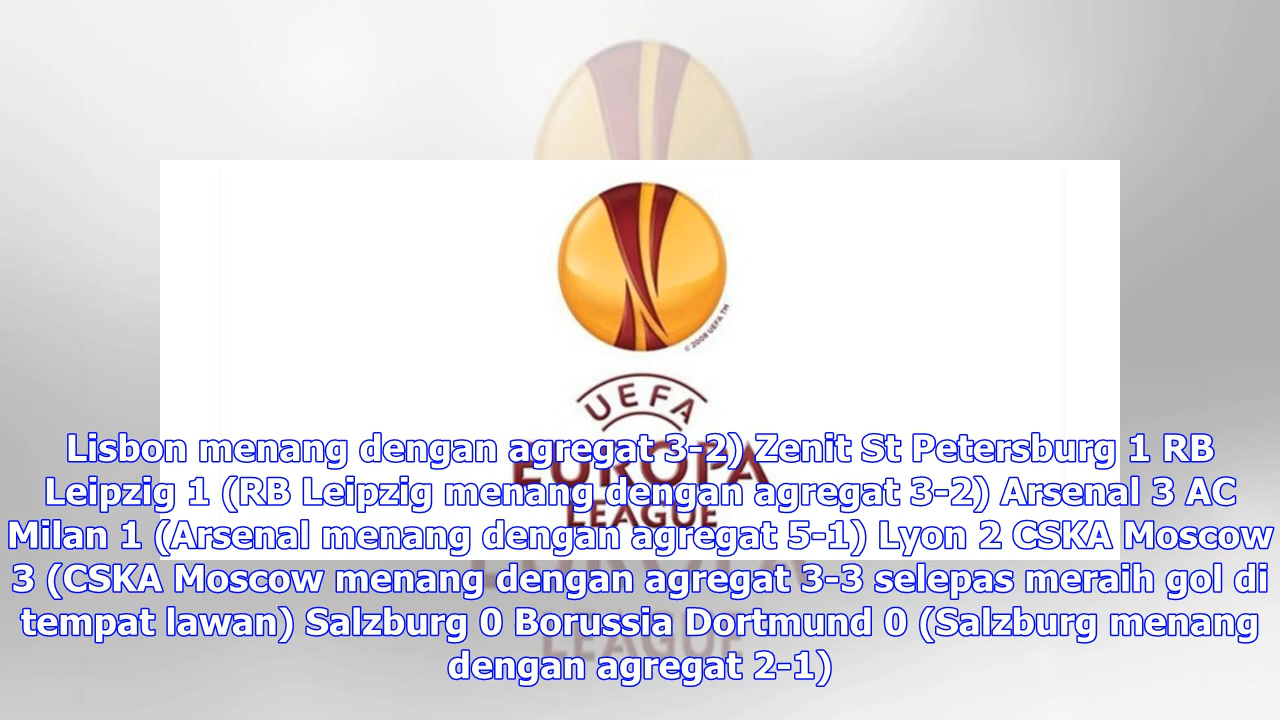 © 2008 UEFA TM
UEFA
EUROPA
LEAGUE
Lisbon menang dengan agregat 3-2) Zenit St Petersburg 1 RB
Leipzig 1 (RB Leipzig menang dengan agregat 3-2) Arsenal 3 AC
Milan 1 (Arsenal menang dengan agregat 5-1) Lyon 2 CSKA Moscow
3 (CSKA Moscow menang dengan agregat 3-3 selepas meraih gol di
tempat lawan) Salzburg 0 Borussia Dortmund 0 (Salzburg menang
dengan agregat 2-1)